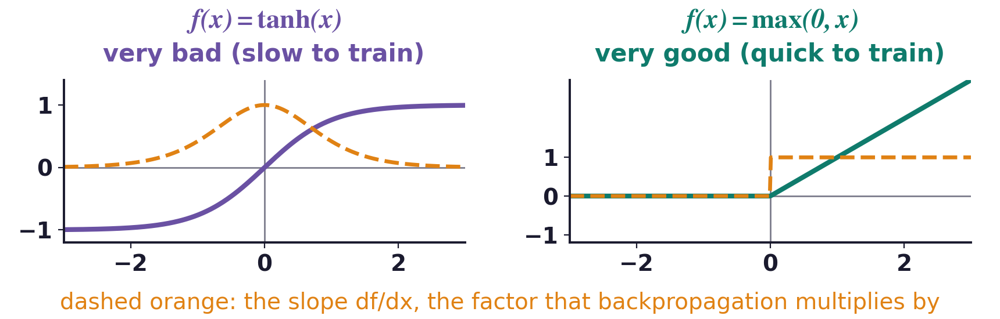 f(x) = tanh(x)
very bad (slow to train)
1
0
−1
−2 0 2
f(x) = max(0, x)
very good (quick to train)
1
0
−1
−2 0 2
dashed orange: the slope df/dx, the factor that backpropagation multiplies by